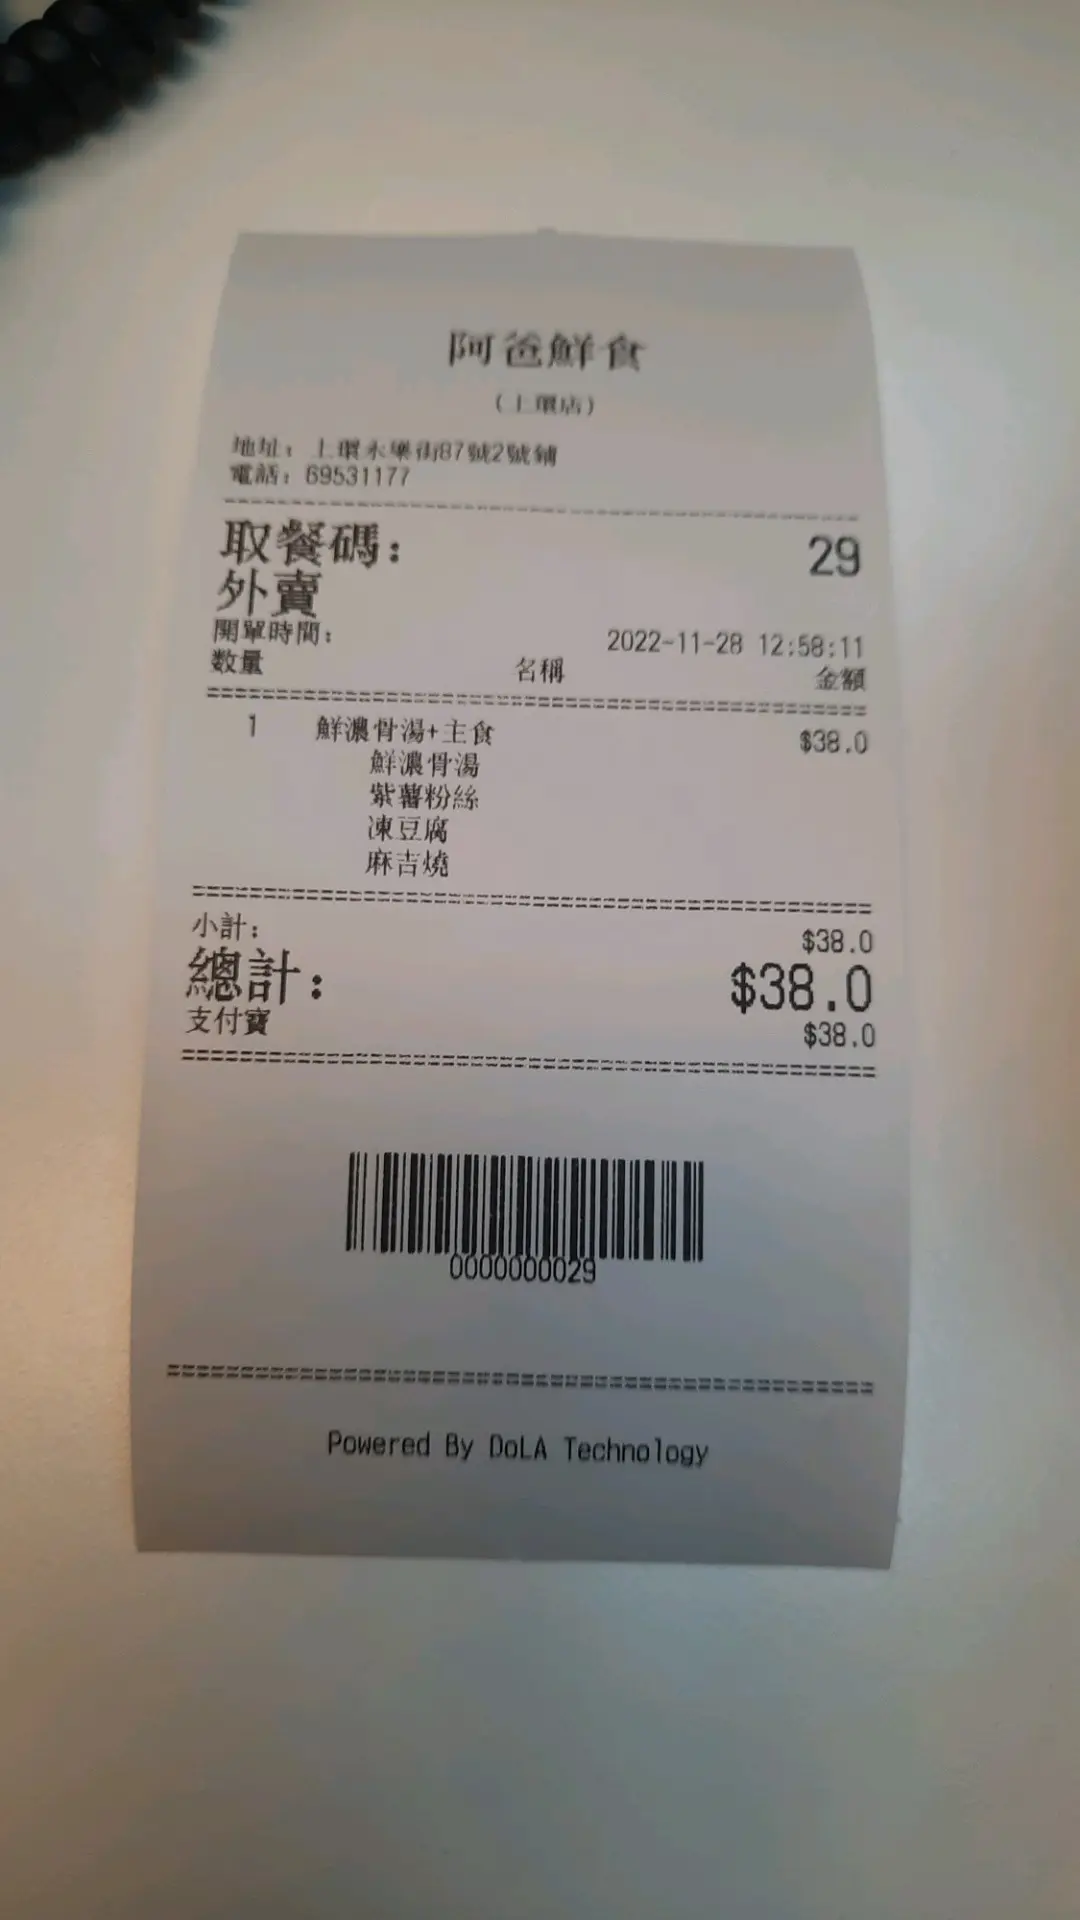 阿爸鮮食
(上環店)
地址：上環永樂街87號2號鋪
電話：69531177
取餐碼： 29
外賣
開單時間： 2022-11-28 12:58:11
数量 名稱 金額
1 鮮濃骨湯+主食 $38.0
鮮濃骨湯
紫薯粉絲
凍豆腐
麻吉燒
小計： $38.0
總計： $38.0
支付寶 $38.0
0000000029
Powered By DoLA Technology